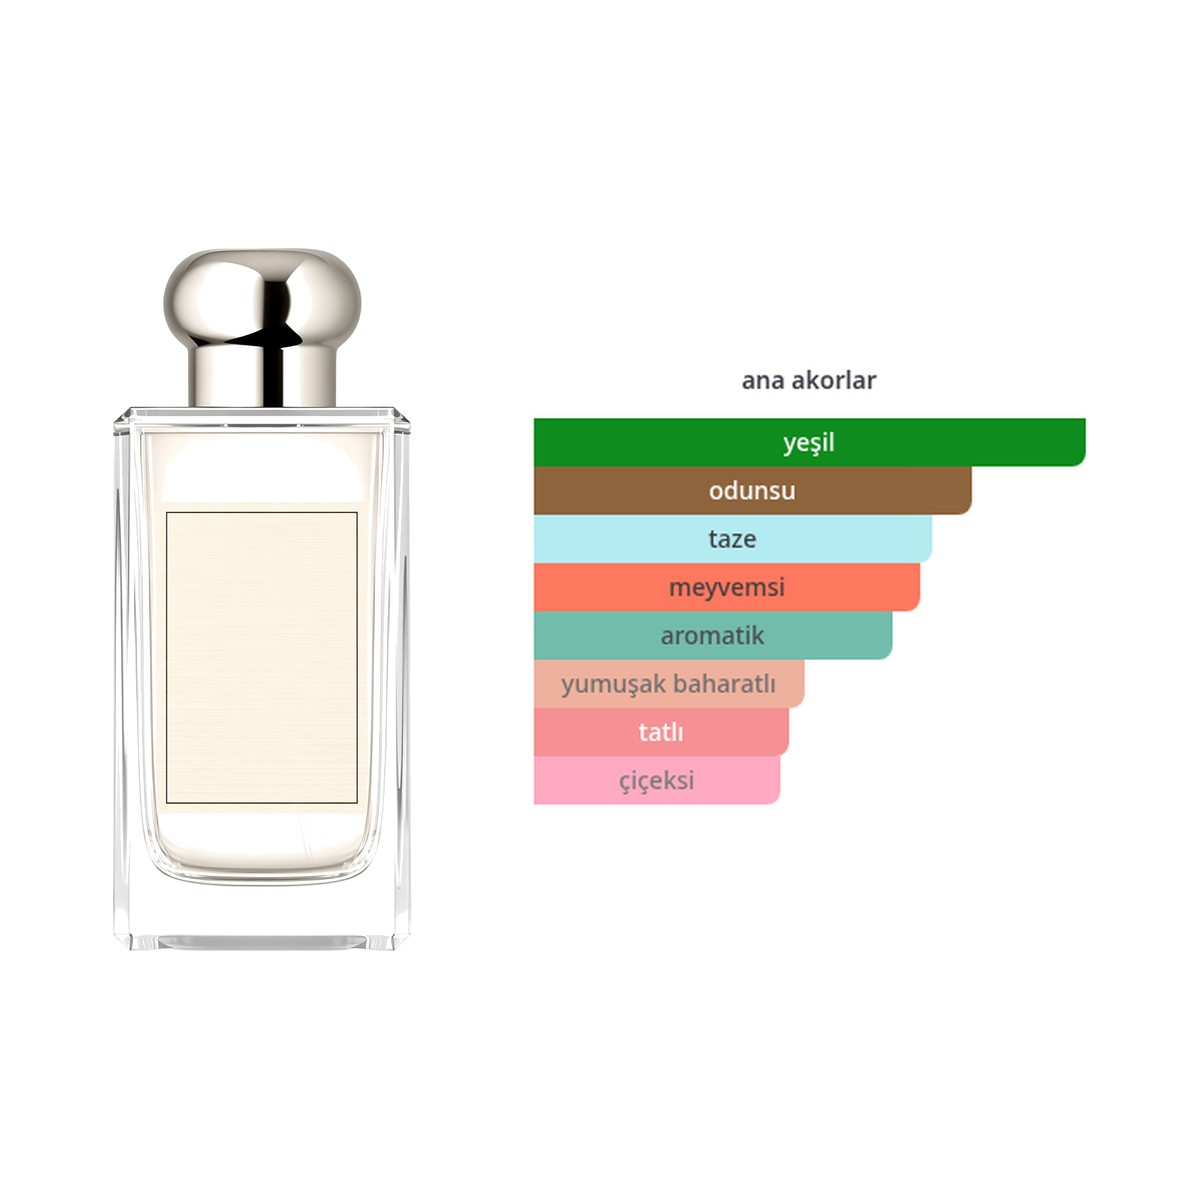 ana akorlar
yeşil
odunsu
taze
meyvemsi
aromatik
yumuşak baharatlı
tatlı
çiçeksi